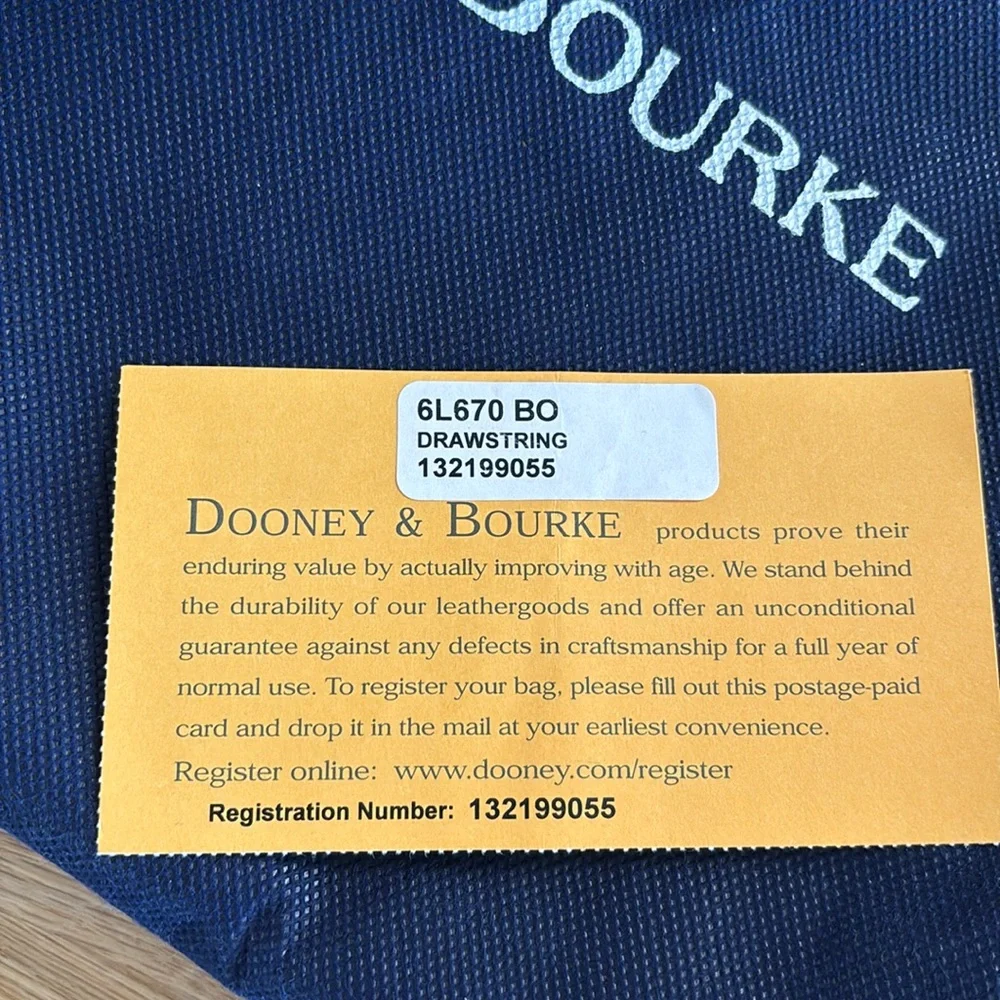 BOURKE
6L670 BO
DRAWSTRING
132199055
DOONEY & BOURKE products prove their
enduring value by actually improving with age. We stand behind
the durability of our leathergoods and offer an unconditional
guarantee against any defects in craftsmanship for a full year of
normal use. To register your bag, please fill out this postage-paid
card and drop it in the mail at your earliest convenience.
Register online: www.dooney.com/register
Registration Number: 132199055